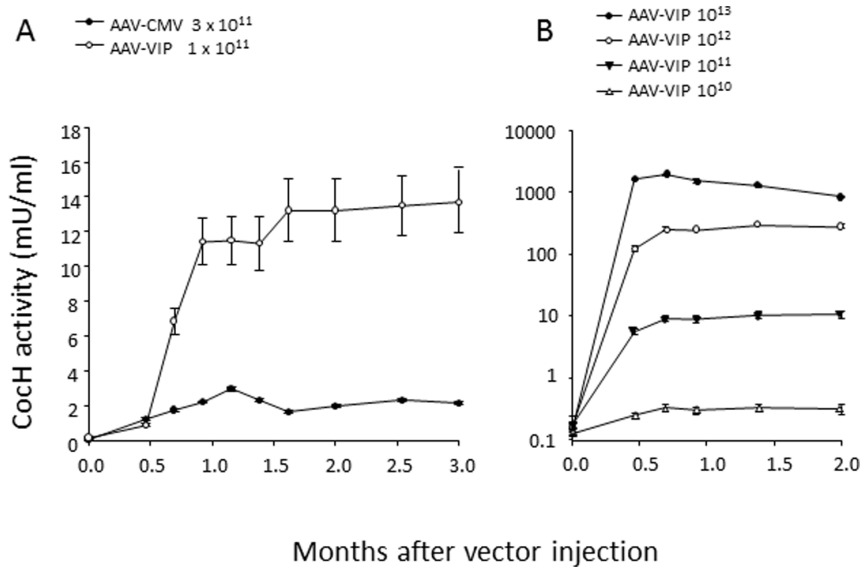 A
AAV-CMV 3 x 10¹¹
AAV-VIP 1 x 10¹¹
B
AAV-VIP 10¹³
AAV-VIP 10¹²
AAV-VIP 10¹¹
AAV-VIP 10¹⁰
CocH activity (mU/ml)
18
16
14
12
10
8
6
4
2
0
0.0 0.5 1.0 1.5 2.0 2.5 3.0
10000
1000
100
10
1
0.1
0.0 0.5 1.0 1.5 2.0
Months after vector injection